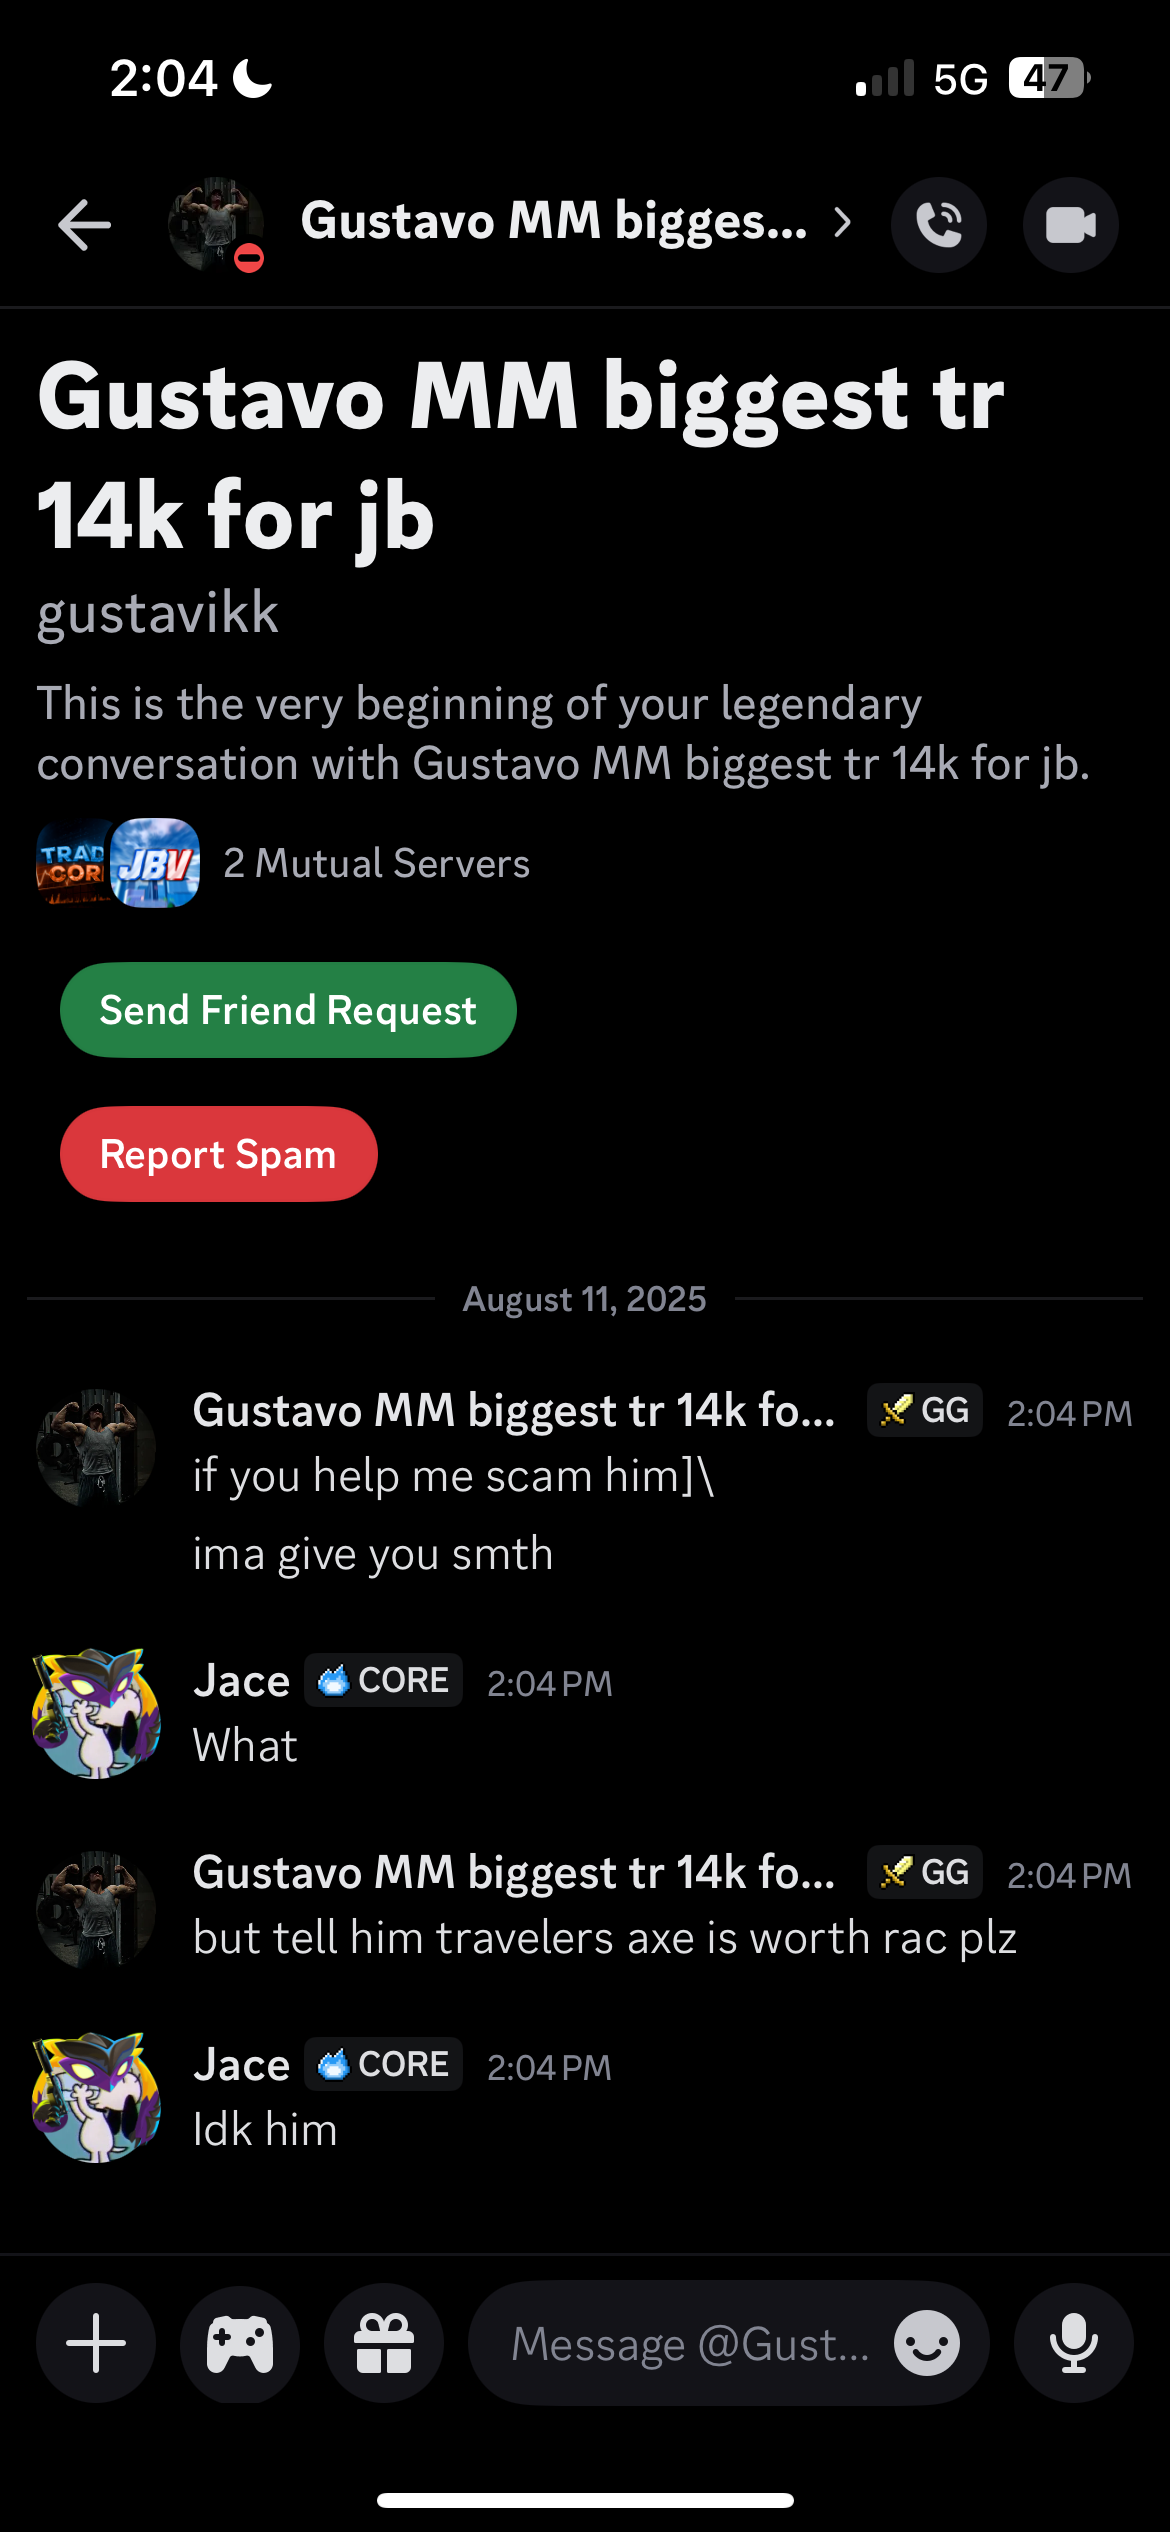 2:04
5G 47
Gustavo MM bigges...
Gustavo MM biggest tr
14k for jb
gustavikk
This is the very beginning of your legendary
conversation with Gustavo MM biggest tr 14k for jb.
TRAD
COR
JBV
2 Mutual Servers
Send Friend Request
Report Spam
August 11, 2025
Gustavo MM biggest tr 14k fo... GG 2:04 PM
if you help me scam him]\
ima give you smth
Jace CORE 2:04 PM
What
Gustavo MM biggest tr 14k fo... GG 2:04 PM
but tell him travelers axe is worth rac plz
Jace CORE 2:04 PM
Idk him
Message @Gust...